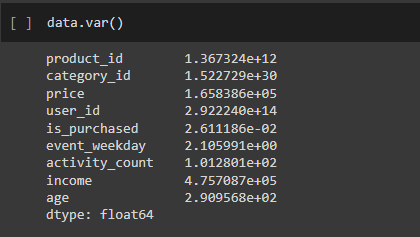 [ ] data.var()
product_id 1.367324e+12
category_id 1.522729e+30
price 1.658386e+05
user_id 2.922240e+14
is_purchased 2.611186e-02
event_weekday 2.105991e+00
activity_count 1.012801e+02
income 4.757087e+05
age 2.909568e+02
dtype: float64